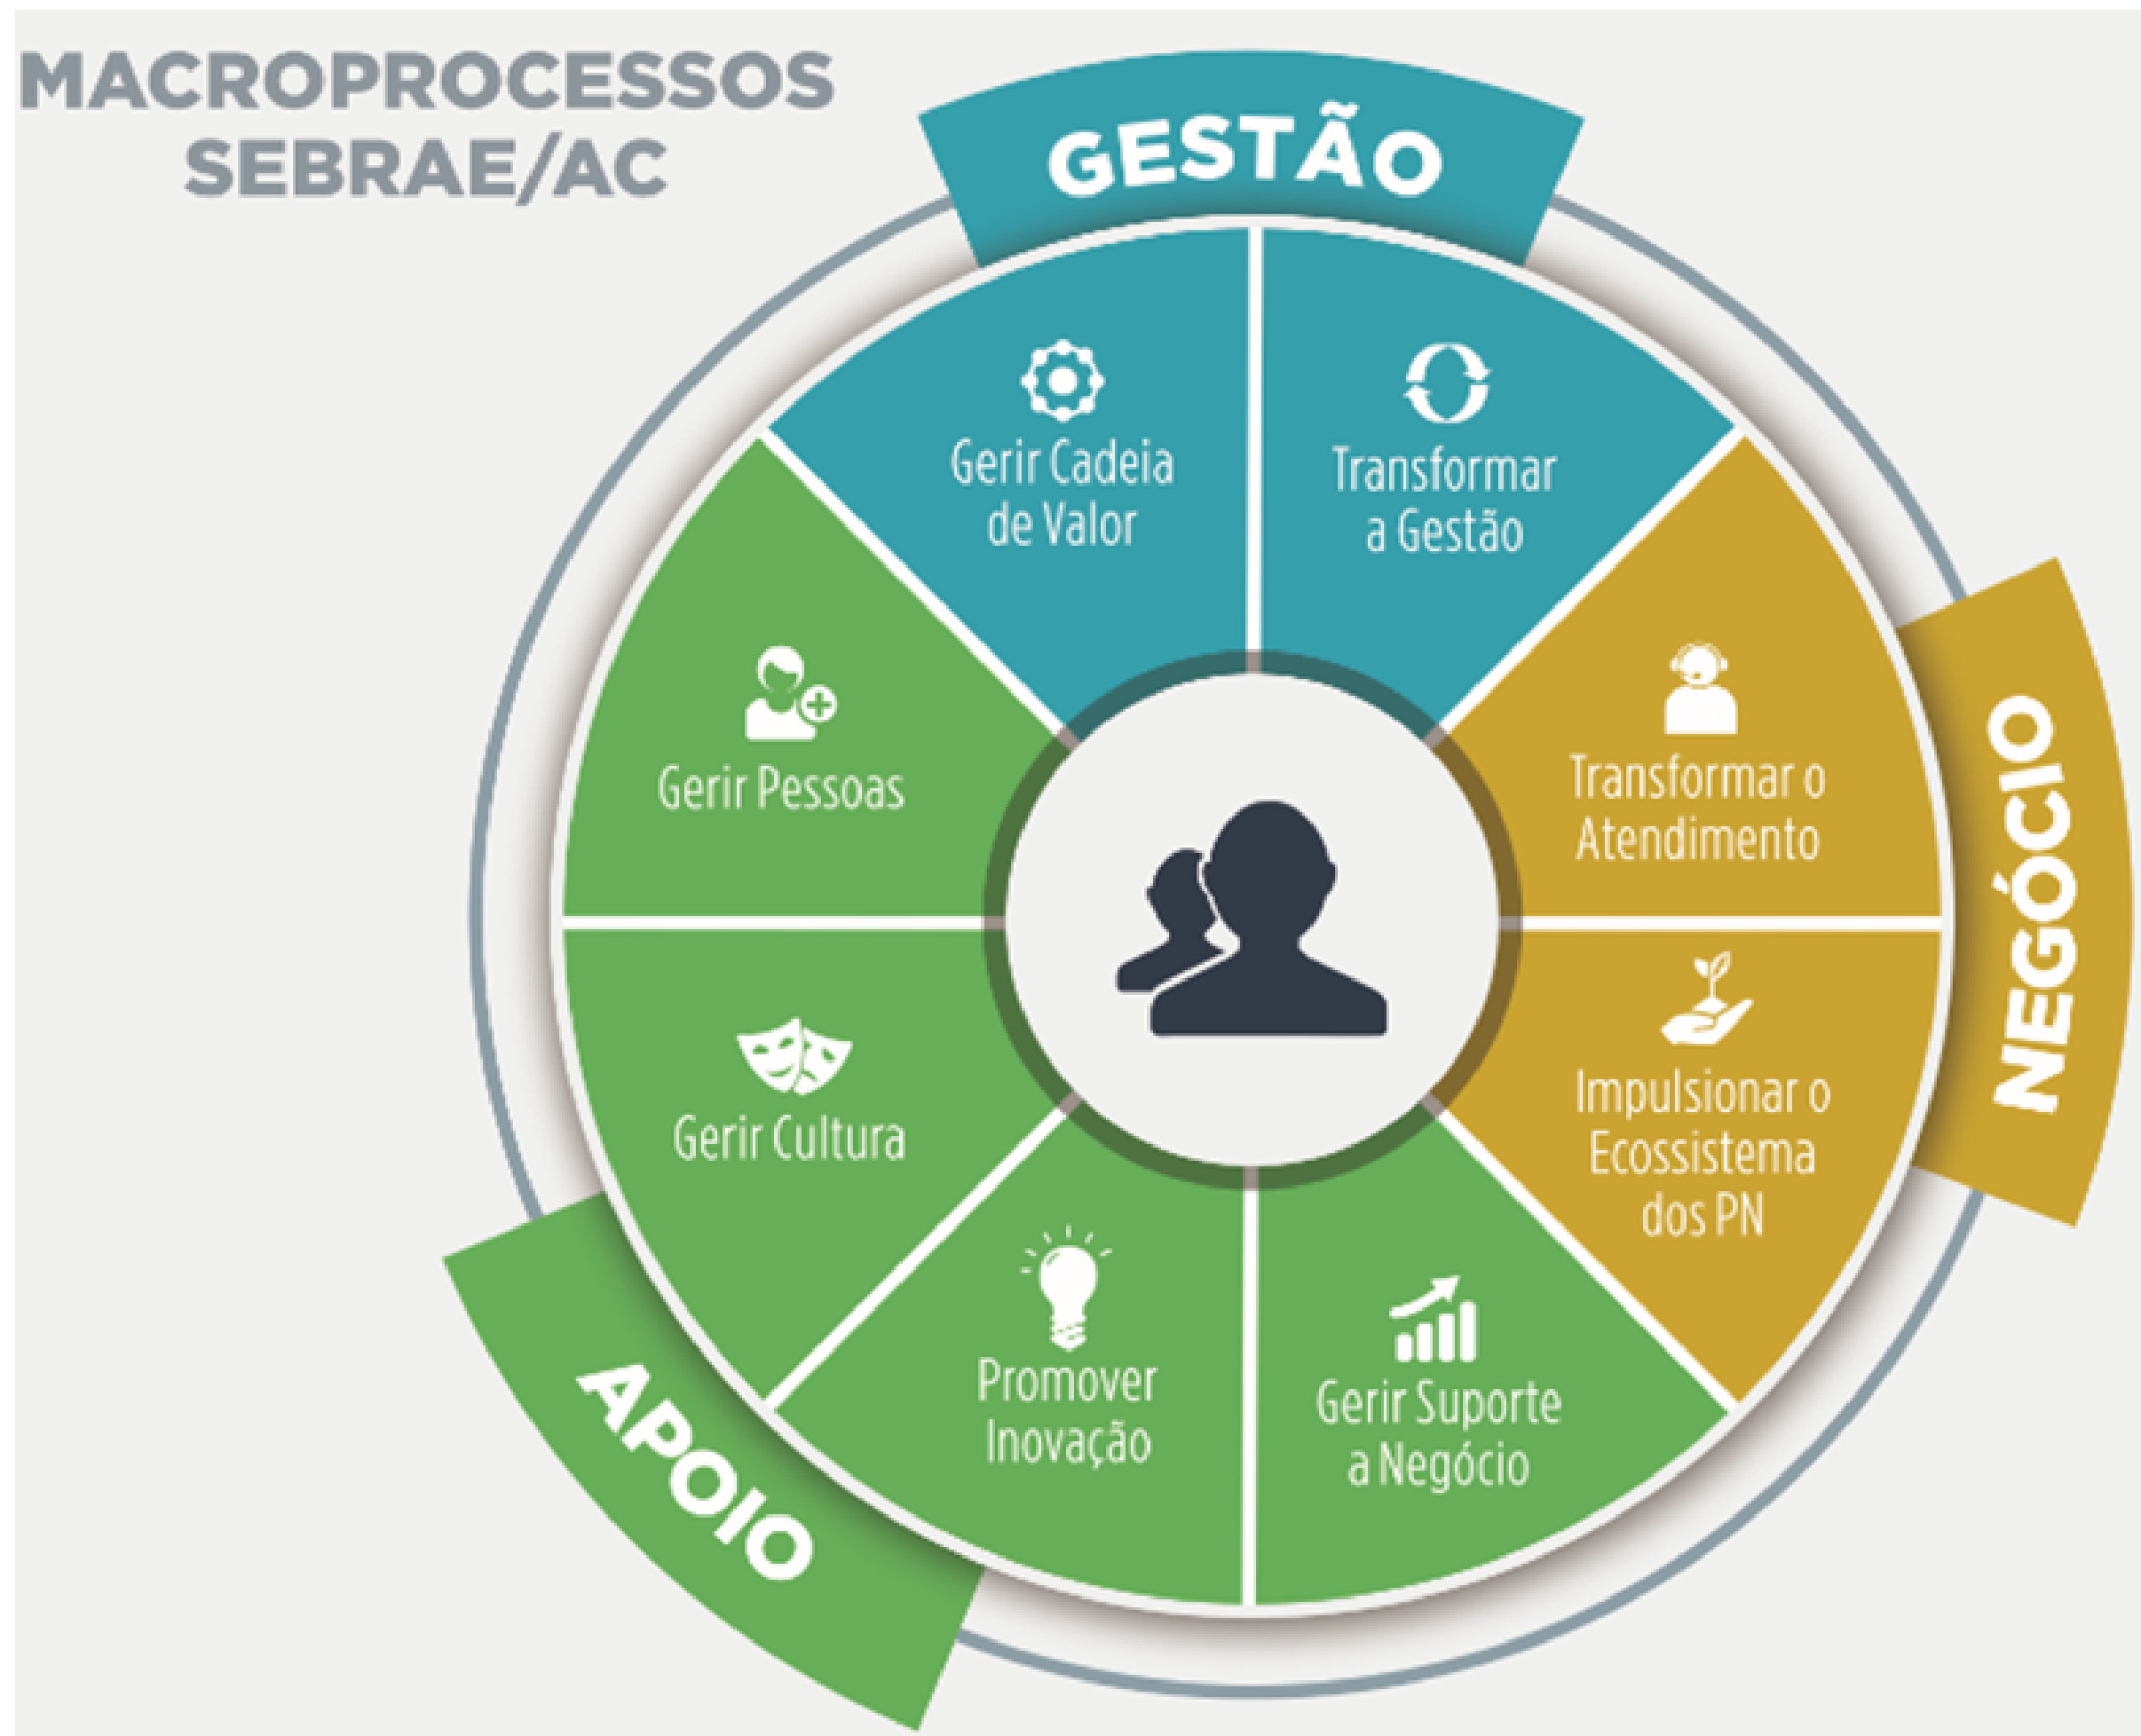 MACROPROCESSOS
SEBRAE/AC
GESTÃO
Gerir Cadeia
de Valor
Transformar
a Gestão
NEGÓCIO
Transformar o
Atendimento
Impulsionar o
Ecossistema
dos PN
Gerir Suporte
a Negócio
Promover
Inovação
APOIO
Gerir Cultura
Gerir Pessoas